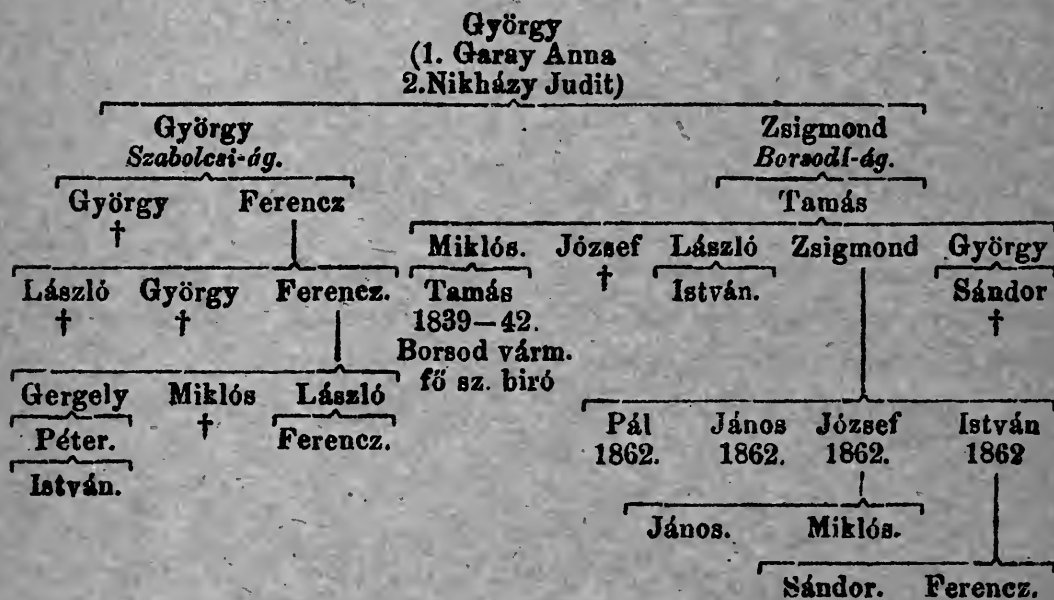 György
(1. Garay Anna
2.Nikházy Judit)
György Zsigmond
Szabolcsi-ág. Borsodi-ág.
György Ferencz Tamás
†
Miklós. József László Zsigmond György
†
László György Ferencz. Tamás István. Sándor
† † 1839–42. †
Borsod várm.
fő sz. biró
Gergely Miklós László
†
Péter. Ferencz.
István.
Pál János József István
1862. 1862. 1862. 1862
János. Miklós.
Sándor. Ferencz.